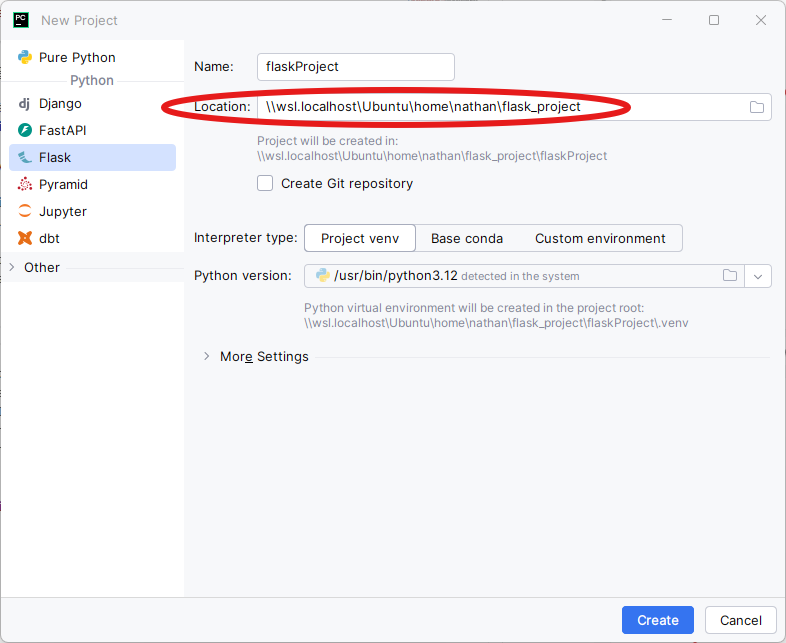 PC
New Project
Pure Python
Python
dj Django
FastAPI
Flask
Pyramid
Jupyter
dbt
Other
Name: flaskProject
Location: \\wsl.localhost\Ubuntu\home\nathan\flask_project
Project will be created in:
\\wsl.localhost\Ubuntu\home\nathan\flask_project\flaskProject
Create Git repository
Interpreter type: Project venv Base conda Custom environment
Python version: /usr/bin/python3.12 detected in the system
Python virtual environment will be created in the project root:
\\wsl.localhost\Ubuntu\home\nathan\flask_project\flaskProject\.venv
More Settings
Create Cancel